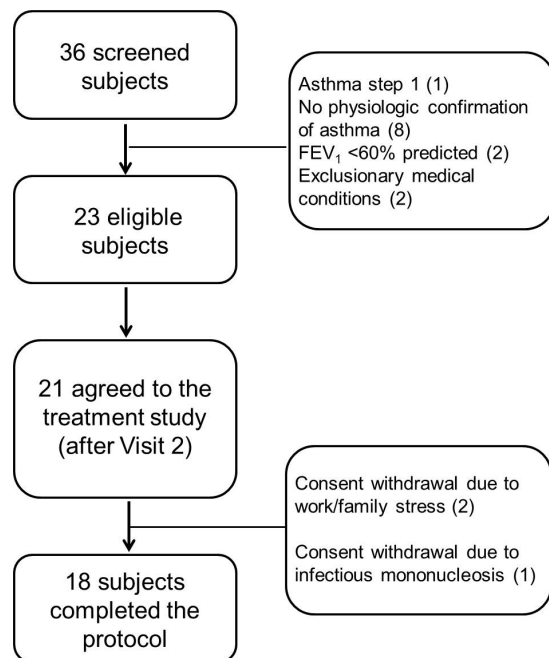 36 screened
subjects
Asthma step 1 (1)
No physiologic confirmation
of asthma (8)
FEV₁ <60% predicted (2)
Exclusionary medical
conditions (2)
23 eligible
subjects
21 agreed to the
treatment study
(after Visit 2)
Consent withdrawal due to
work/family stress (2)
Consent withdrawal due to
infectious mononucleosis (1)
18 subjects
completed the
protocol